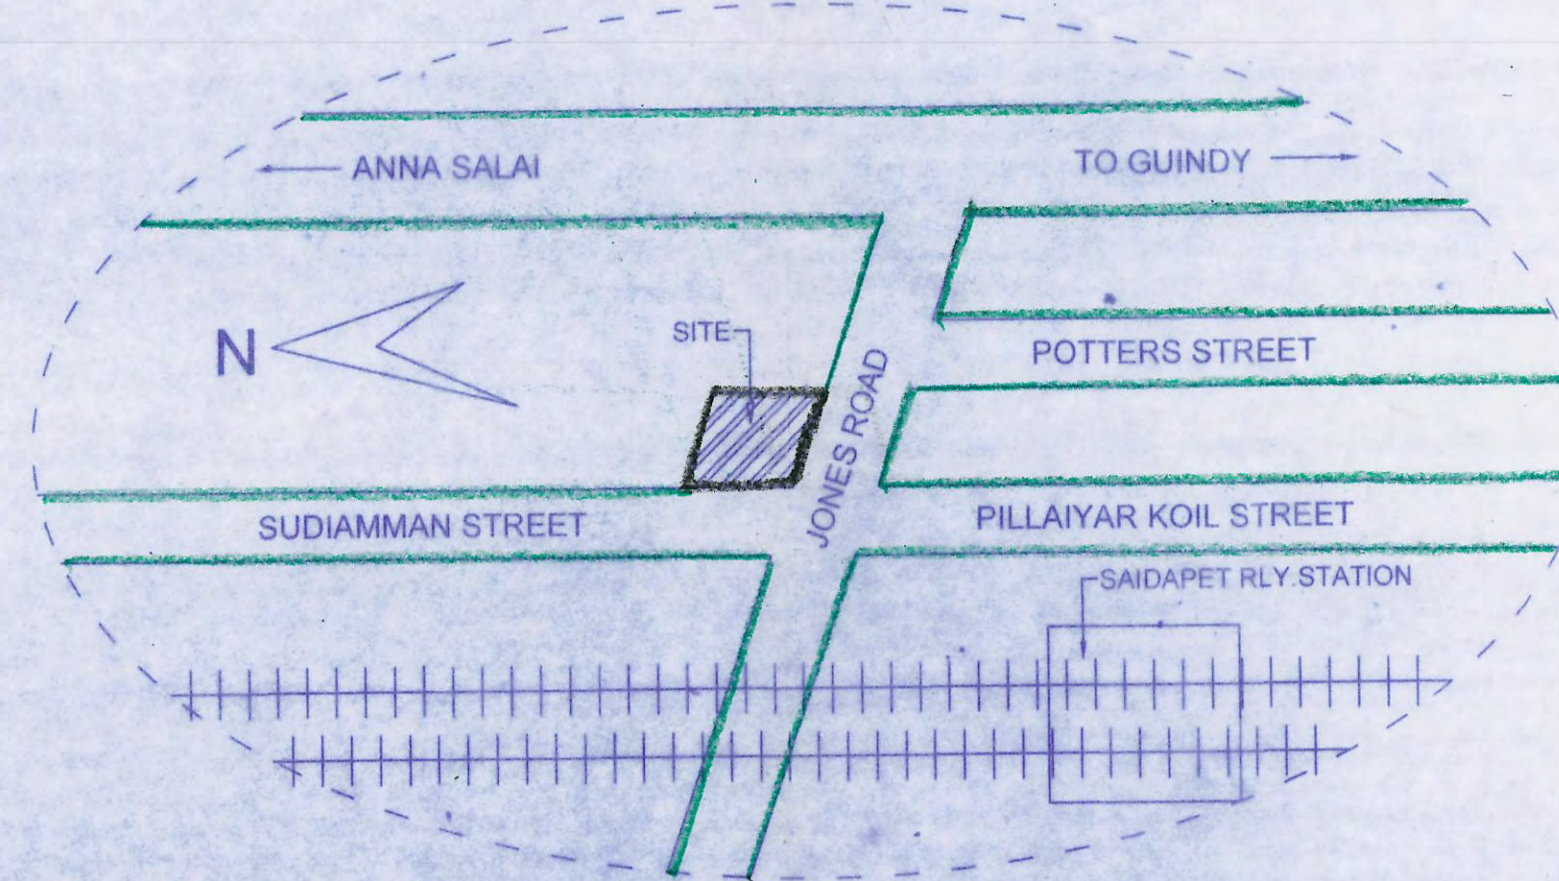 ANNA SALAI
TO GUINDY
N
SITE
POTTERS STREET
JONES ROAD
SUDIAMMAN STREET
PILLAIYAR KOIL STREET
SAIDAPET RLY.STATION